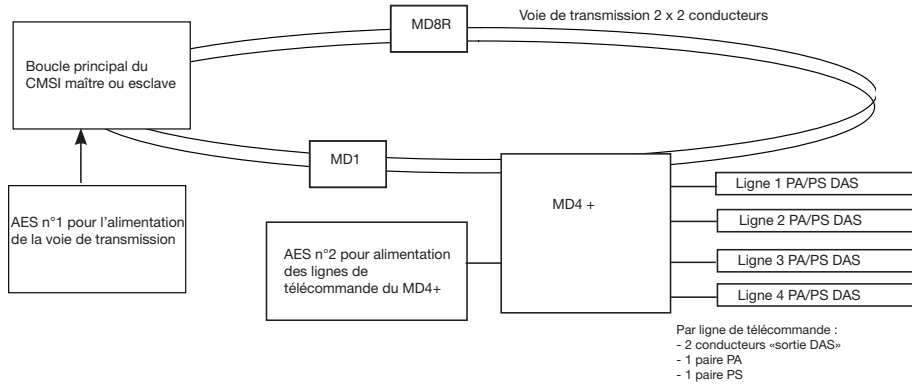 MD8R
Voie de transmission 2 x 2 conducteurs
Boucle principal du
CMSI maître ou esclave
MD1
MD4 +
AES n°1 pour l'alimentation
de la voie de transmission
AES n°2 pour alimentation
des lignes de
télécommande du MD4+
Ligne 1 PA/PS DAS
Ligne 2 PA/PS DAS
Ligne 3 PA/PS DAS
Ligne 4 PA/PS DAS
Par ligne de télécommande :
- 2 conducteurs «sortie DAS»
- 1 paire PA
- 1 paire PS